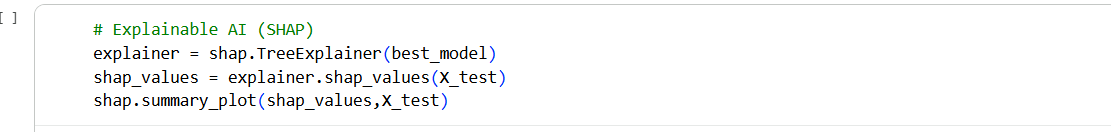 [ ]
# Explainable AI (SHAP)
explainer = shap.TreeExplainer(best_model)
shap_values = explainer.shap_values(X_test)
shap.summary_plot(shap_values,X_test)